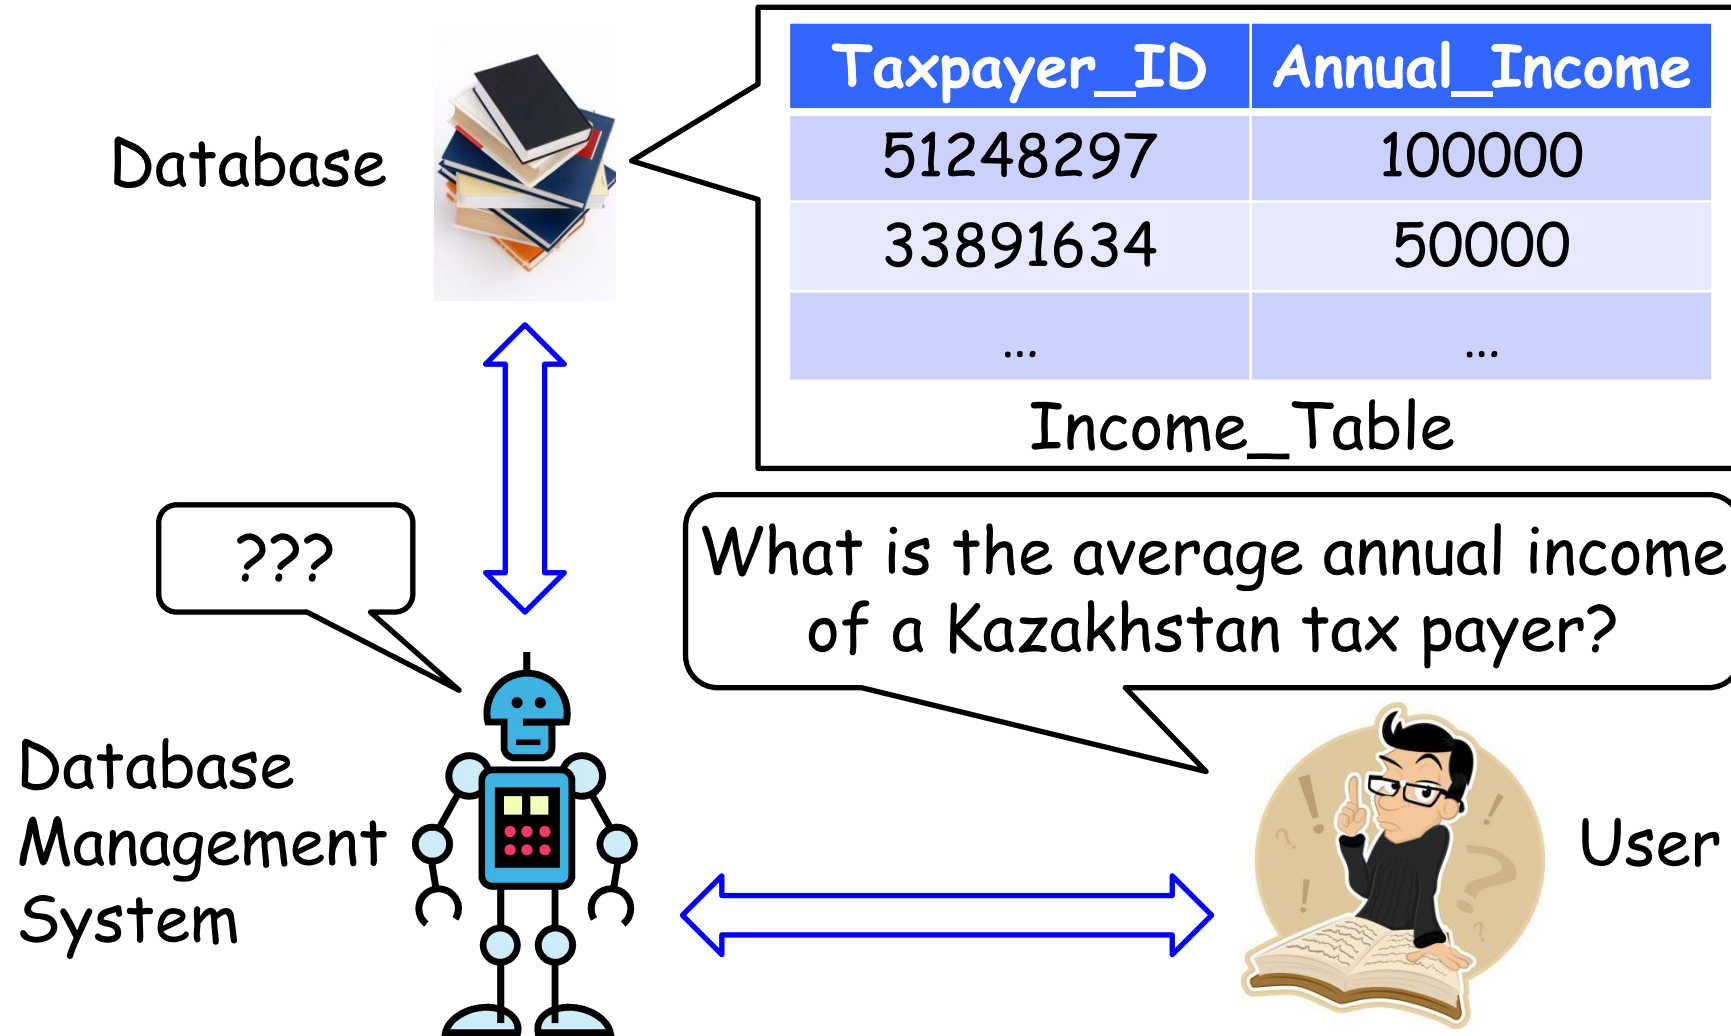 Database
Taxpayer_ID Annual_Income
51248297 100000
33891634 50000
... ...
Income_Table
???
What is the average annual income
of a Kazakhstan tax payer?
Database
Management
System
User